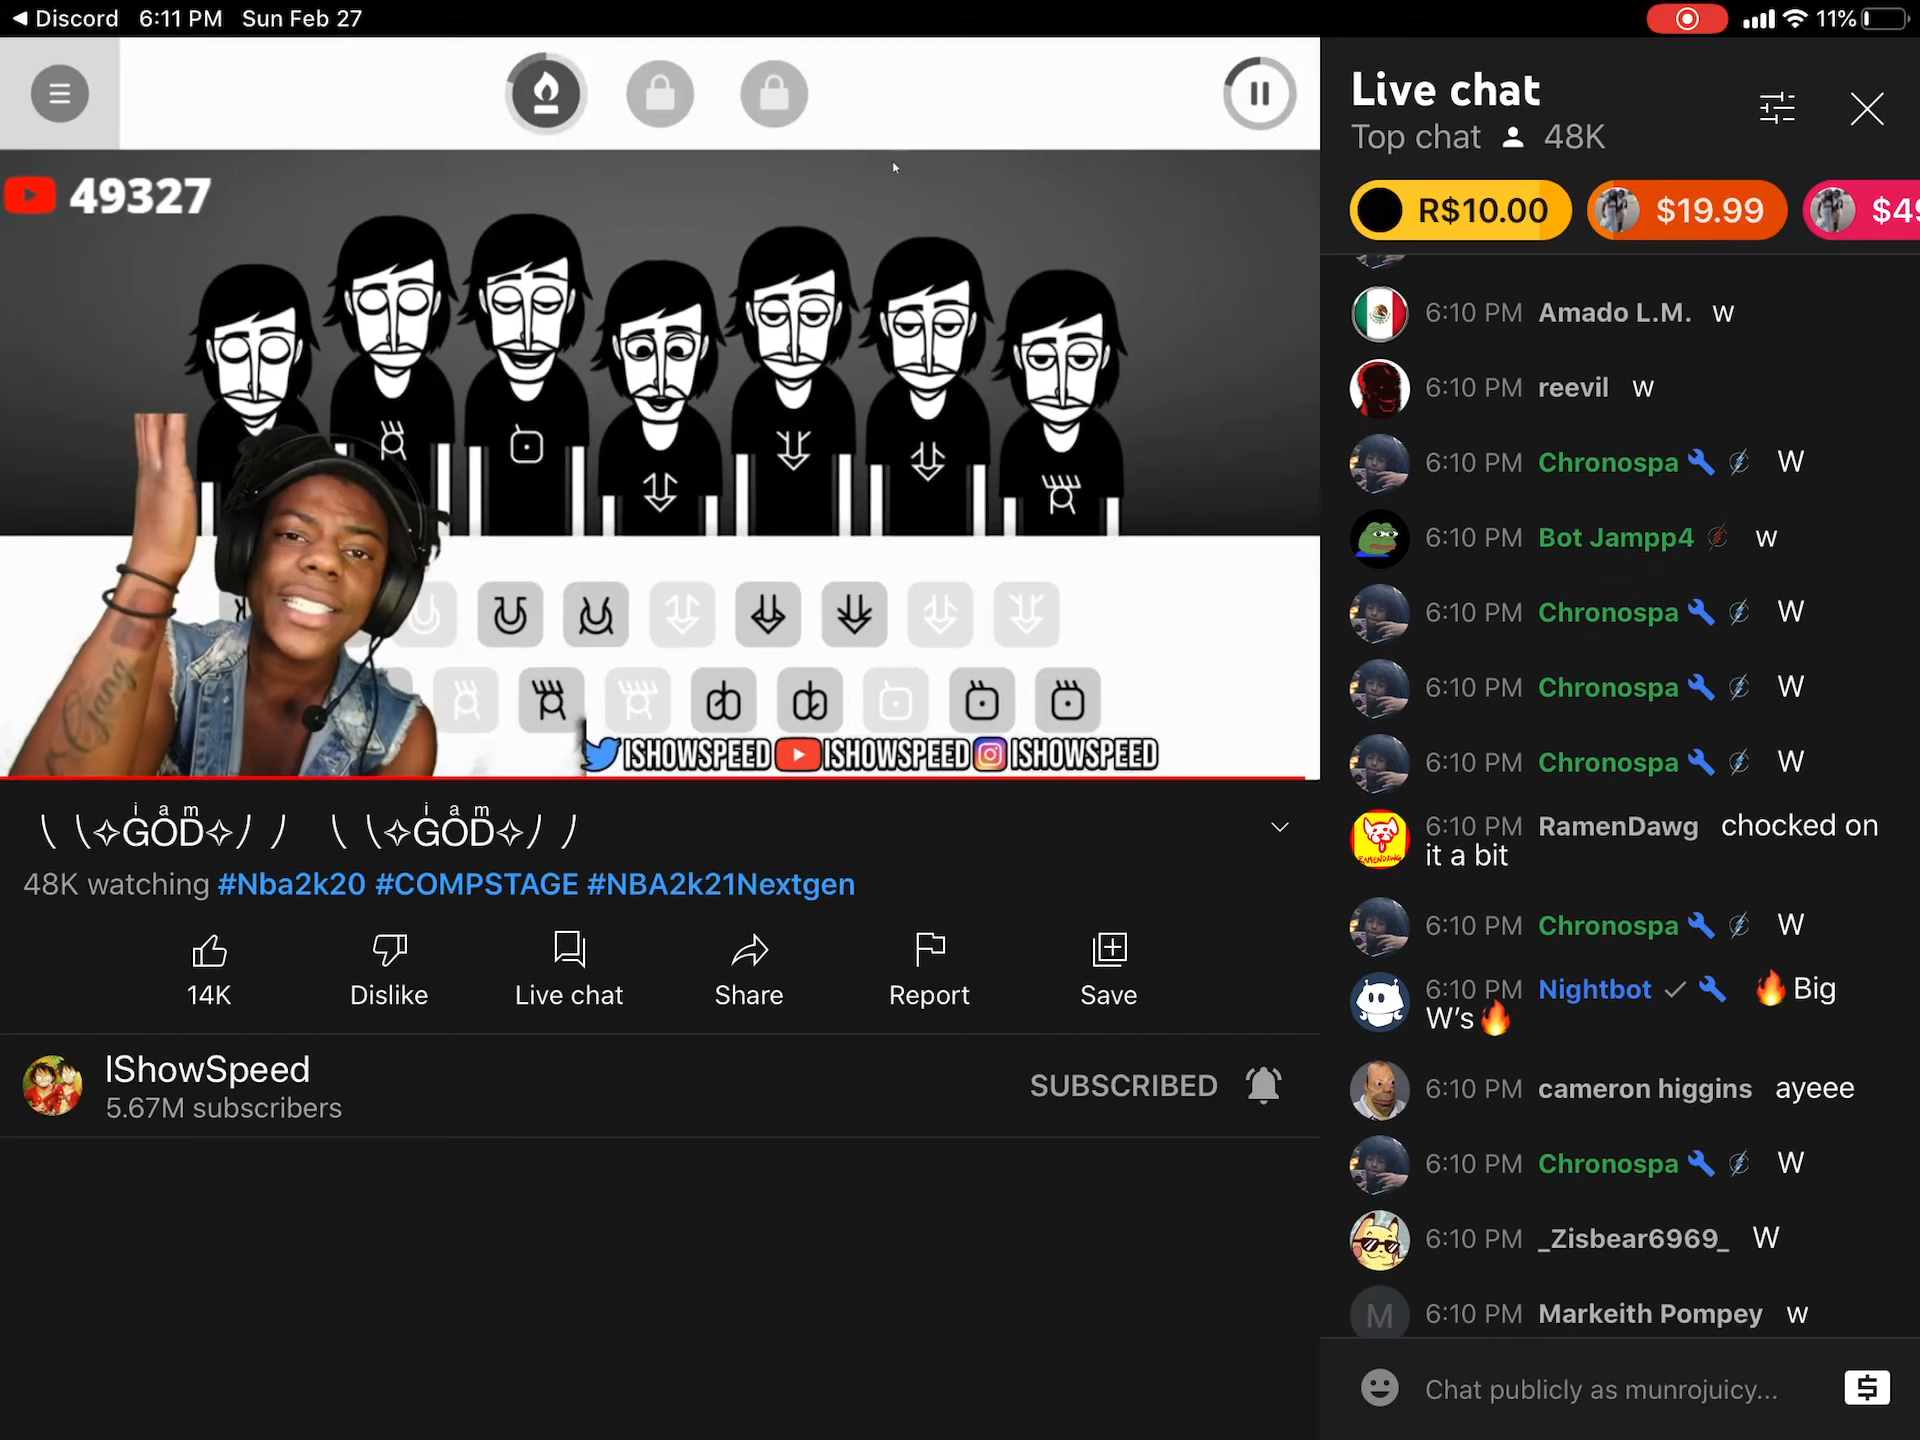 Discord 6:11 PM Sun Feb 27
11%
49327
ISHOWSPEED ISHOWSPEED ISHOWSPEED
Gang
i a m i a m
\ \✧GOD✧/ / \ \✧GOD✧/ /
48K watching #Nba2k20 #COMPSTAGE #NBA2k21Nextgen
14K Dislike Live chat Share Report Save
IShowSpeed
5.67M subscribers
SUBSCRIBED
Live chat
Top chat 48K
R$10.00 $19.99
6:10 PM Amado L.M. w
6:10 PM reevil w
6:10 PM Chronospa W
6:10 PM Bot Jampp4 w
6:10 PM Chronospa W
6:10 PM Chronospa W
6:10 PM Chronospa W
6:10 PM RamenDawg chocked on
it a bit
6:10 PM Chronospa W
6:10 PM Nightbot 🔥Big
W's🔥
6:10 PM cameron higgins ayeee
6:10 PM Chronospa W
6:10 PM _Zisbear6969_ W
M 6:10 PM Markeith Pompey w
Chat publicly as munrojuicy...